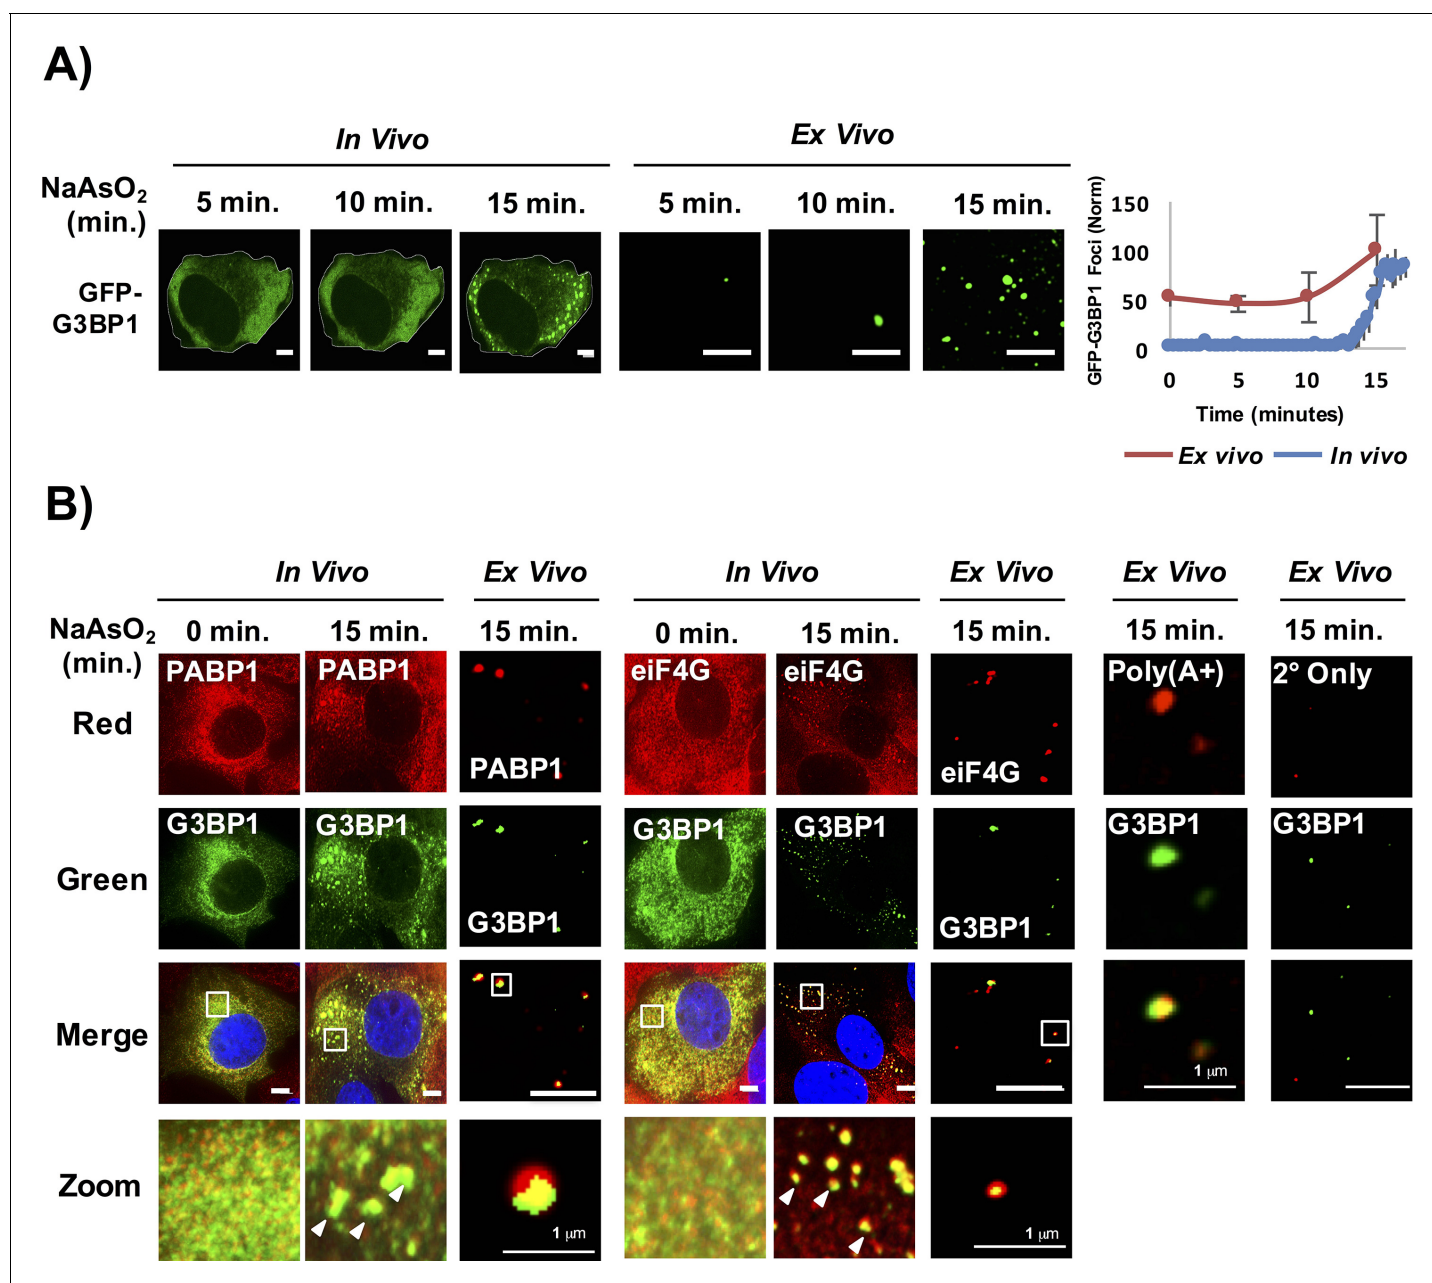 A)
In Vivo
Ex Vivo
NaAsO2
(min.)
5 min.
10 min.
15 min.
5 min.
10 min.
15 min.
GFP-
G3BP1
GFP-G3BP1 Foci (Norm)
150
100
50
0
0
5
10
15
Time (minutes)
Ex vivo
In vivo
B)
In Vivo
Ex Vivo
In Vivo
Ex Vivo
Ex Vivo
Ex Vivo
NaAsO2
(min.)
0 min.
15 min.
15 min.
0 min.
15 min.
15 min.
15 min.
15 min.
Red
PABP1
PABP1
PABP1
eiF4G
eiF4G
eiF4G
Poly(A+)
2° Only
Green
G3BP1
G3BP1
G3BP1
G3BP1
G3BP1
G3BP1
G3BP1
G3BP1
Merge
1 µm
Zoom
1 µm
1 µm